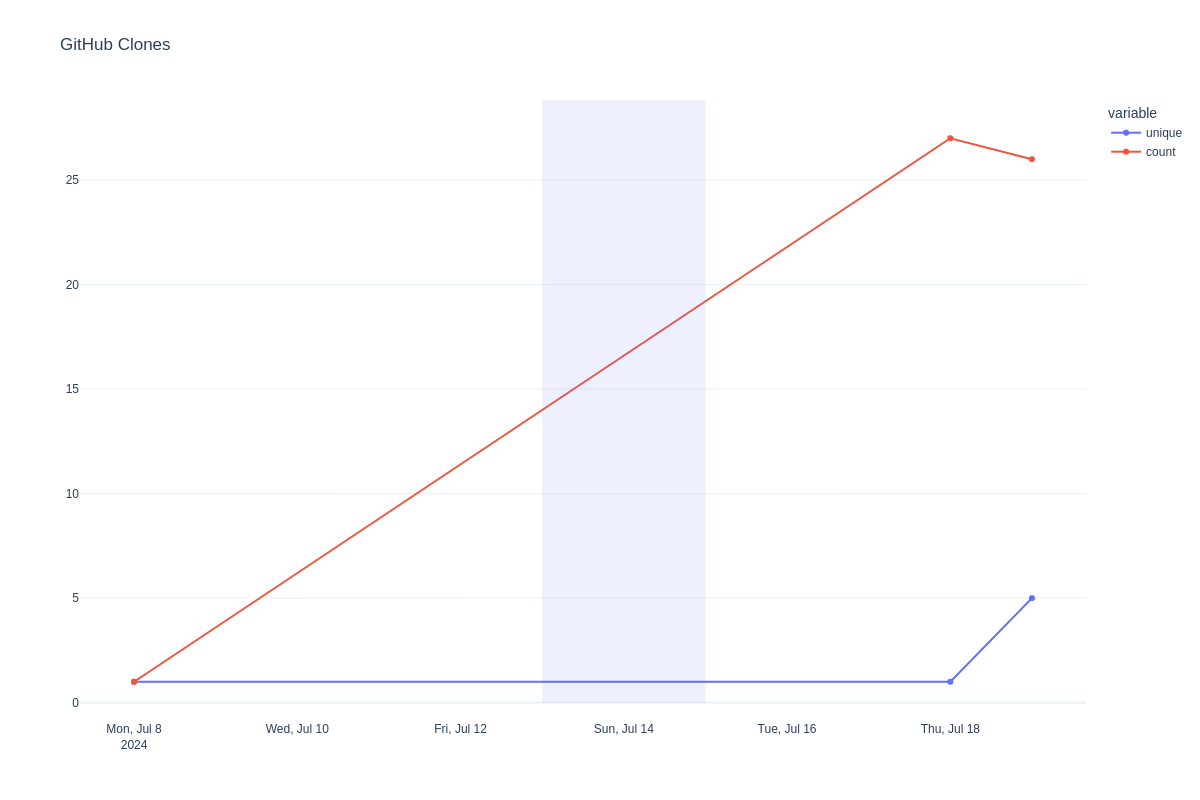 GitHub Clones
variable
unique
count
25
20
15
10
5
0
Mon, Jul 8
2024
Wed, Jul 10
Fri, Jul 12
Sun, Jul 14
Tue, Jul 16
Thu, Jul 18